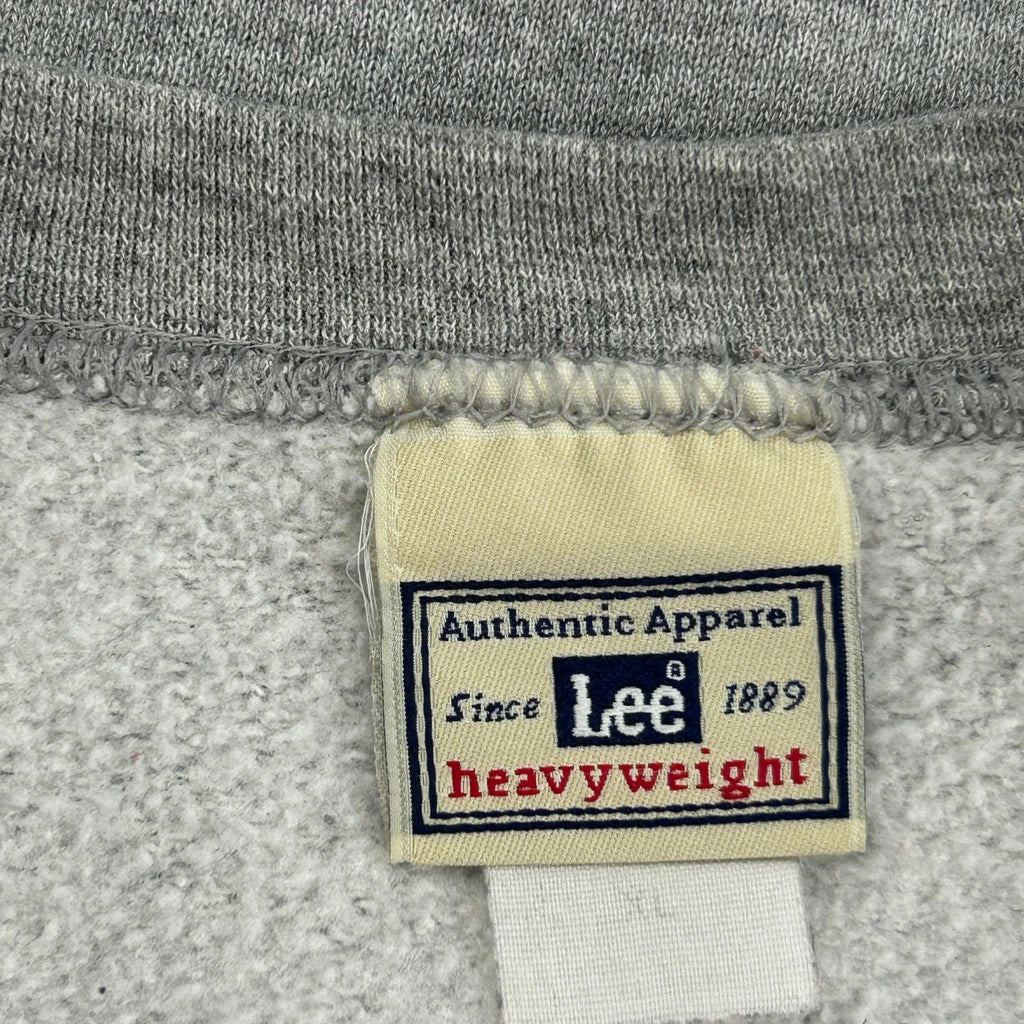 Authentic Apparel
Since Lee® 1889
heavyweight